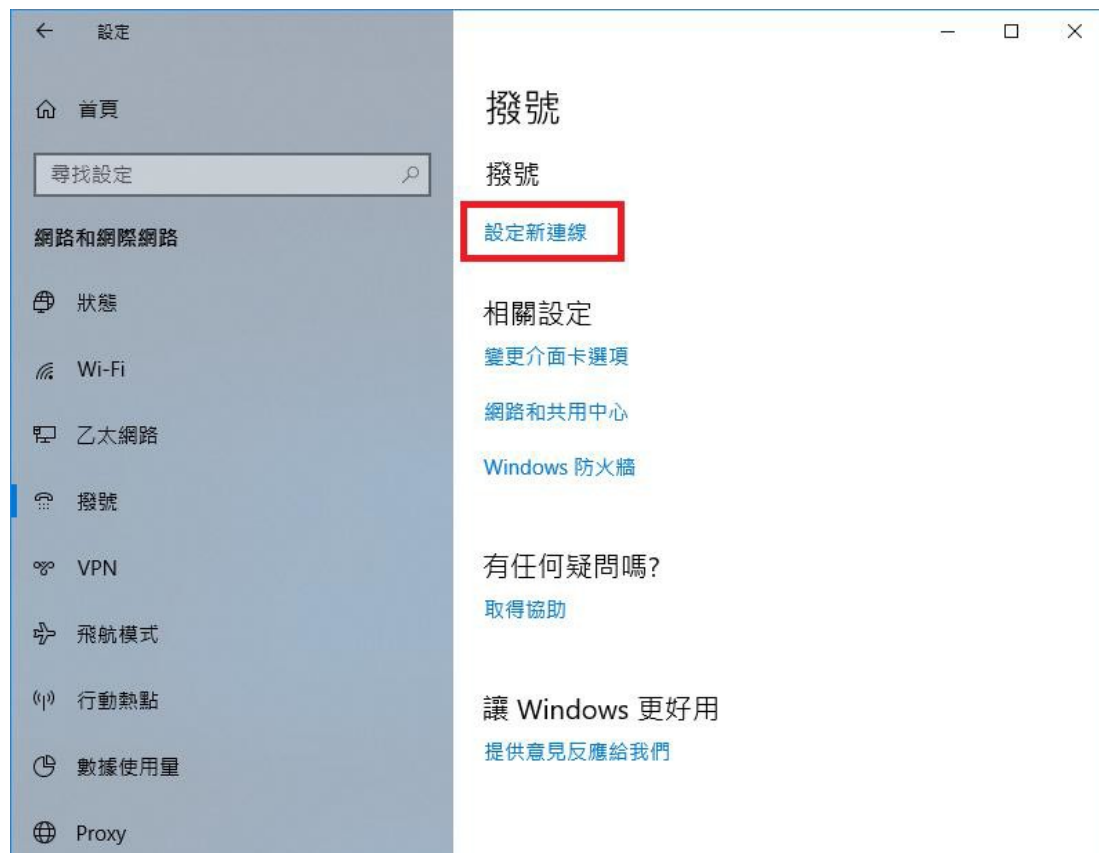 設定
首頁
尋找設定
網路和網際網路
狀態
Wi-Fi
乙太網路
撥號
VPN
飛航模式
行動熱點
數據使用量
Proxy
撥號
撥號
設定新連線
相關設定
變更介面卡選項
網路和共用中心
Windows 防火牆
有任何疑問嗎?
取得協助
讓 Windows 更好用
提供意見反應給我們